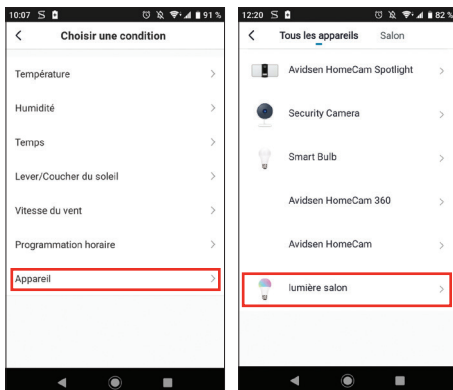 10:07 S 91 %
Choisir une condition
Température
Humidité
Temps
Lever/Coucher du soleil
Vitesse du vent
Programmation horaire
Appareil
12:20 S 82 %
Tous les appareils Salon
Avidsen HomeCam Spotlight
Security Camera
Smart Bulb
Avidsen HomeCam 360
Avidsen HomeCam
lumière salon